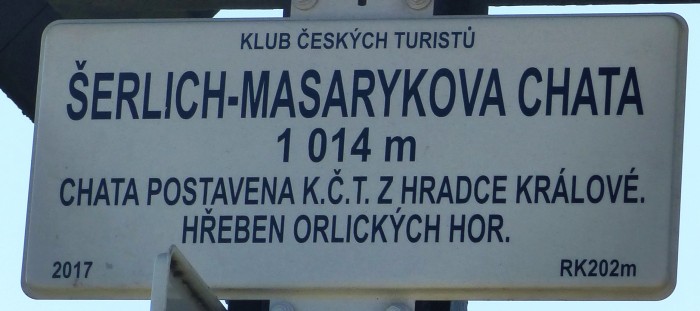 KLUB ČESKÝCH TURISTŮ
ŠERLICH-MASARYKOVA CHATA
1 014 m
CHATA POSTAVENA K.Č.T. Z HRADCE KRÁLOVÉ.
HŘEBEN ORLICKÝCH HOR.
2017 RK202m